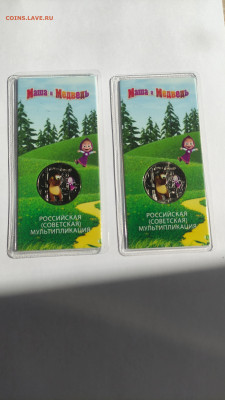 COINS.LAVE.RU
Маша и Медведь
Маша и Медведь
РОССИЙСКАЯ
(СОВЕТСКАЯ)
МУЛЬТИПЛИКАЦИЯ
РОССИЙСКАЯ
(СОВЕТСКАЯ)
МУЛЬТИПЛИКАЦИЯ